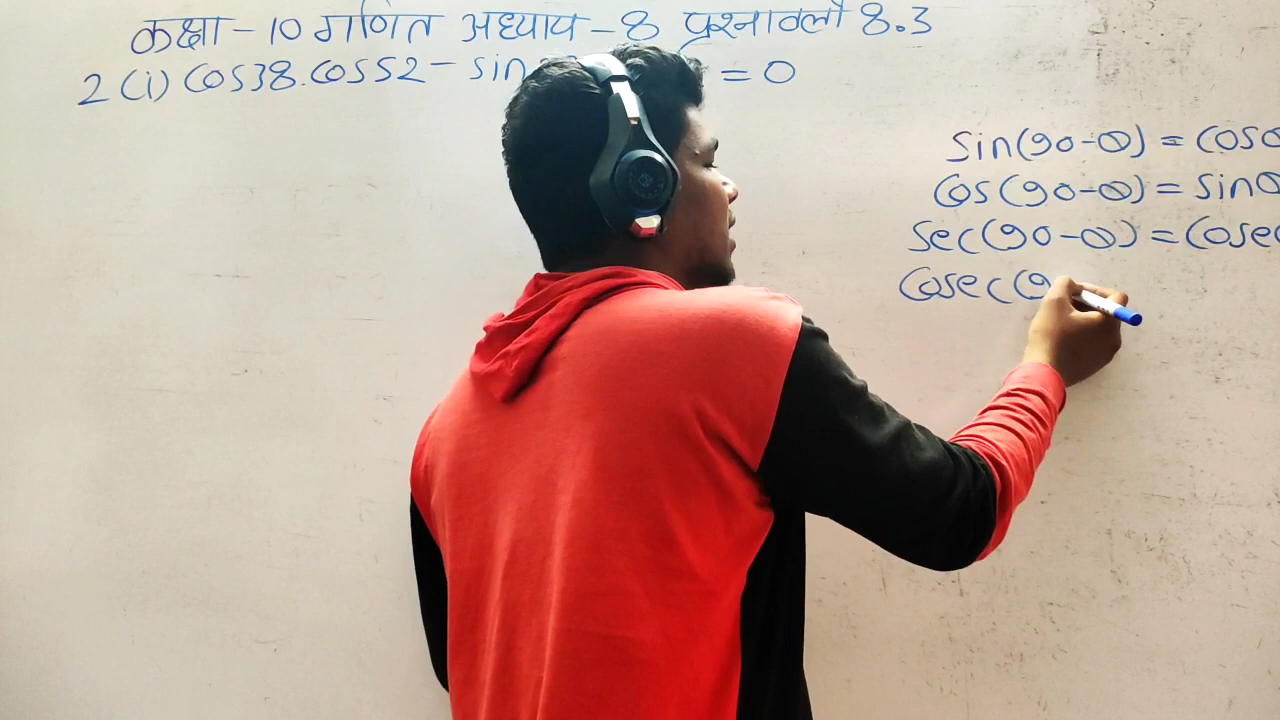 कक्षा - 10 गणित अध्याय - 8 प्रश्नावली 8.3
2 (i) Cos38.Cos52 - sin = 0
Sin(90-θ) = Cosθ
Cos(90-θ) = Sinθ
Sec(90-θ) = Cosec
Cosec(9